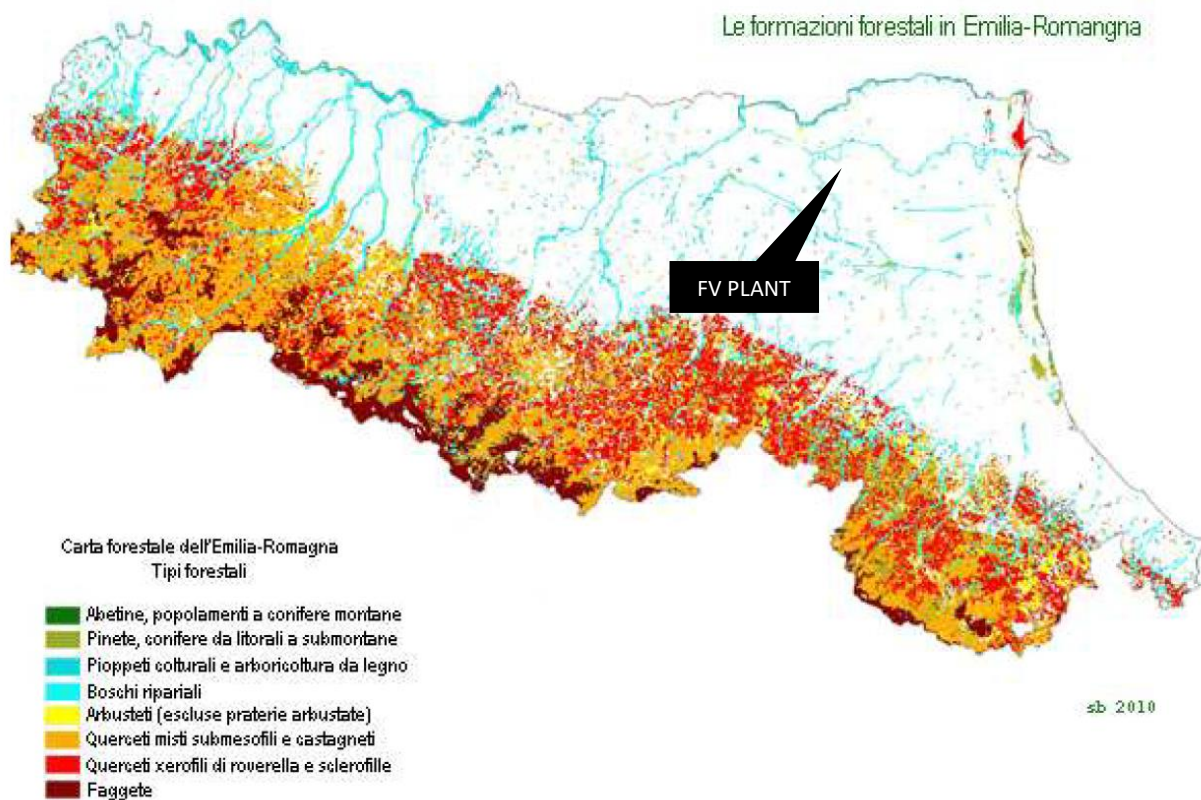 Le formazioni forestali in Emilia-Romangna
FV PLANT
Carta forestale dell'Emilia-Romagna
Tipi forestali
Abetine, popolamenti a conifere montane
Pinete, conifere da litorali a submontane
Pioppeti colturali e arboricoltura da legno
Boschi ripariali
Arbusteti (escluse praterie arbustate)
Querceti misti submesofili e castagneti
Querceti xerofili di roverella e sclerofille
Faggete
sb 2010